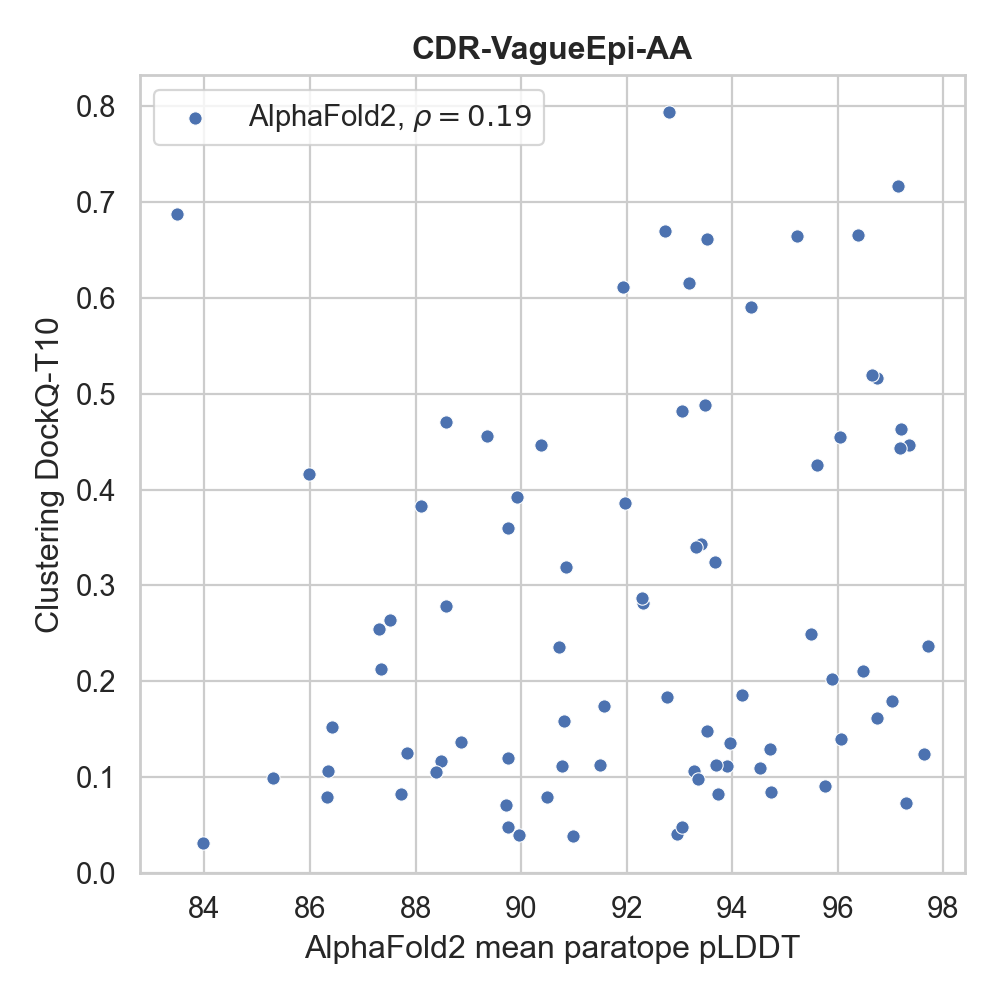 CDR-VagueEpi-AA
AlphaFold2, ρ = 0.19
Clustering DockQ-T10
0.8
0.7
0.6
0.5
0.4
0.3
0.2
0.1
0.0
84 86 88 90 92 94 96 98
AlphaFold2 mean paratope pLDDT